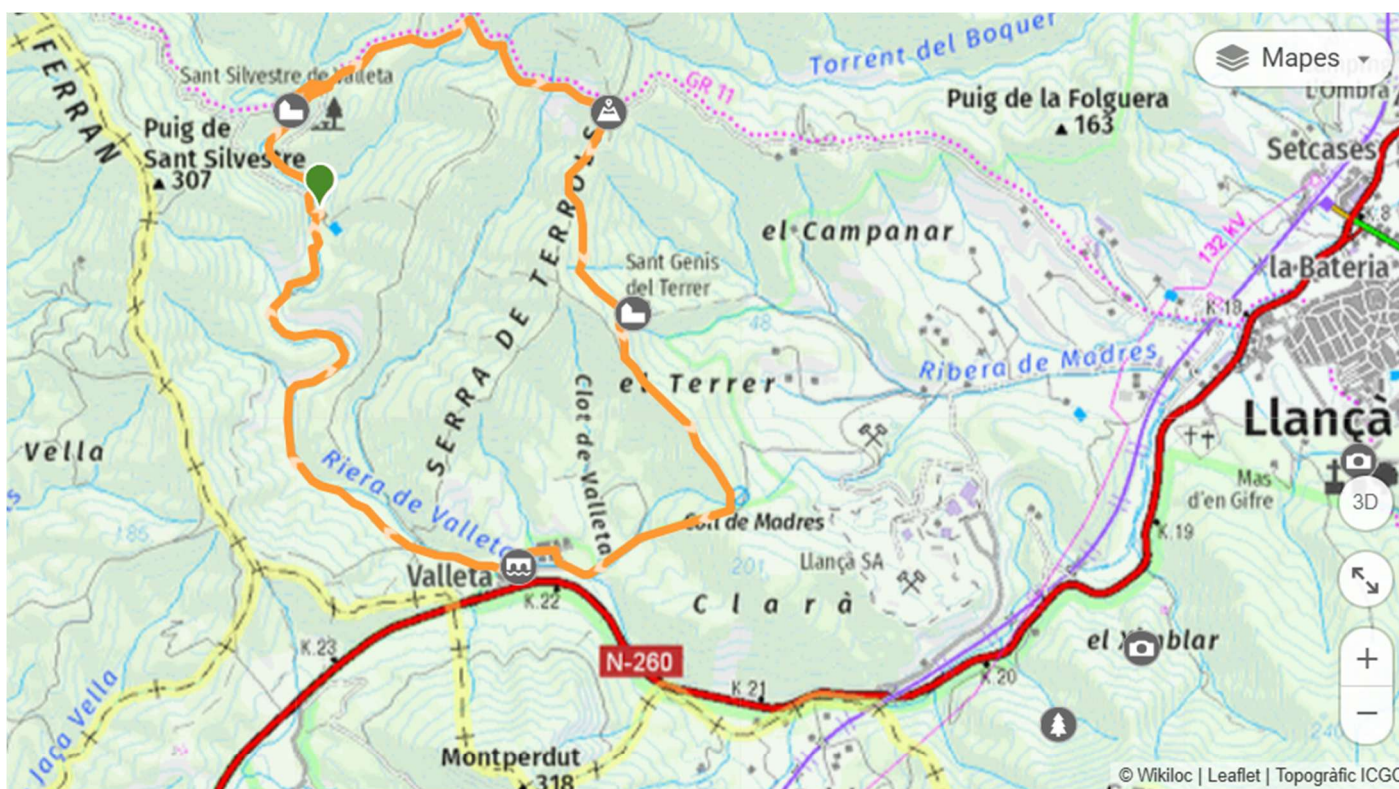 FERRAN
Torrent del Boquer
Mapes
L'Ombra
Sant Silvestre de Valleta
GR 11
Puig de la Folguera
163
Puig de
Sant Silvestre
307
Setcases
K.8
SERRA DE TERROLS
el Campanar
132 kV
Sant Genis
del Terrer
la Bateria
K.18
48
Ribera de Madres
el Terrer
Clot de Valleta
Llançà
Vella
Riera de Valleta
Mas
d'en Gifre
3D
185
Coll de Madres
K.19
Valleta
201
Llançà SA
K.22
Clarà
K.23
N-260
K.21
K.20
Jaça Vella
Montperdut
318
240
© Wikiloc | Leaflet | Topogràfic ICGC